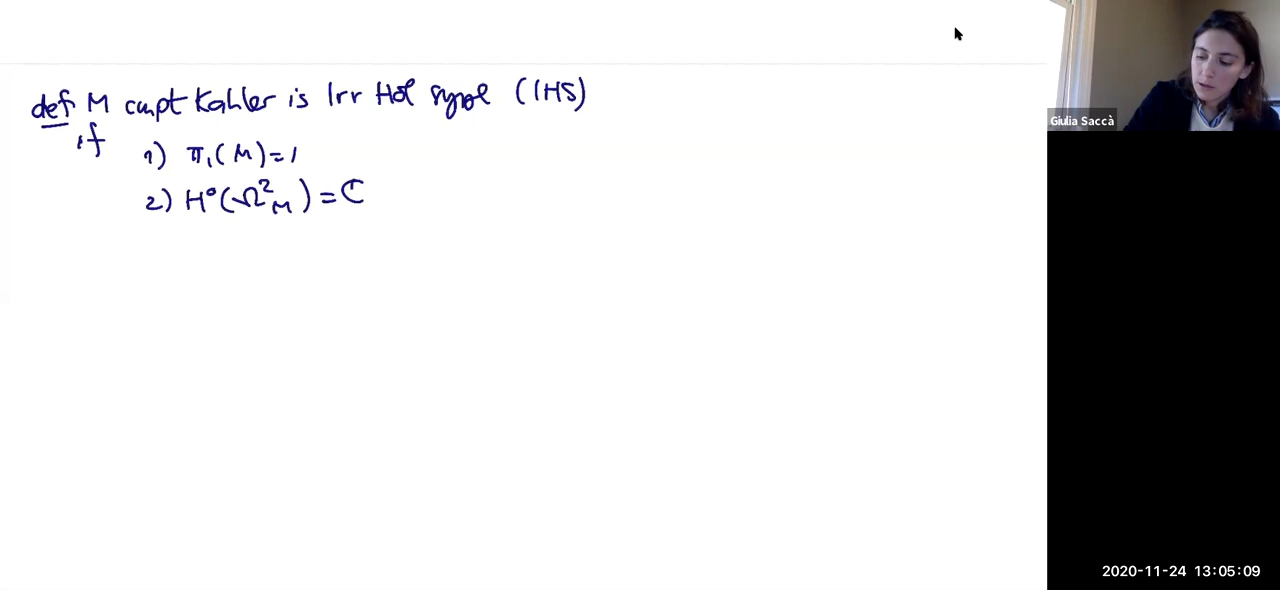 def M cmpt Kahler is Irr Hol sympl (IHS)
if
1) π₁(M)=1
2) H⁰(Ω²_M)=ℂ
Giulia Saccà
2020-11-24 13:05:09